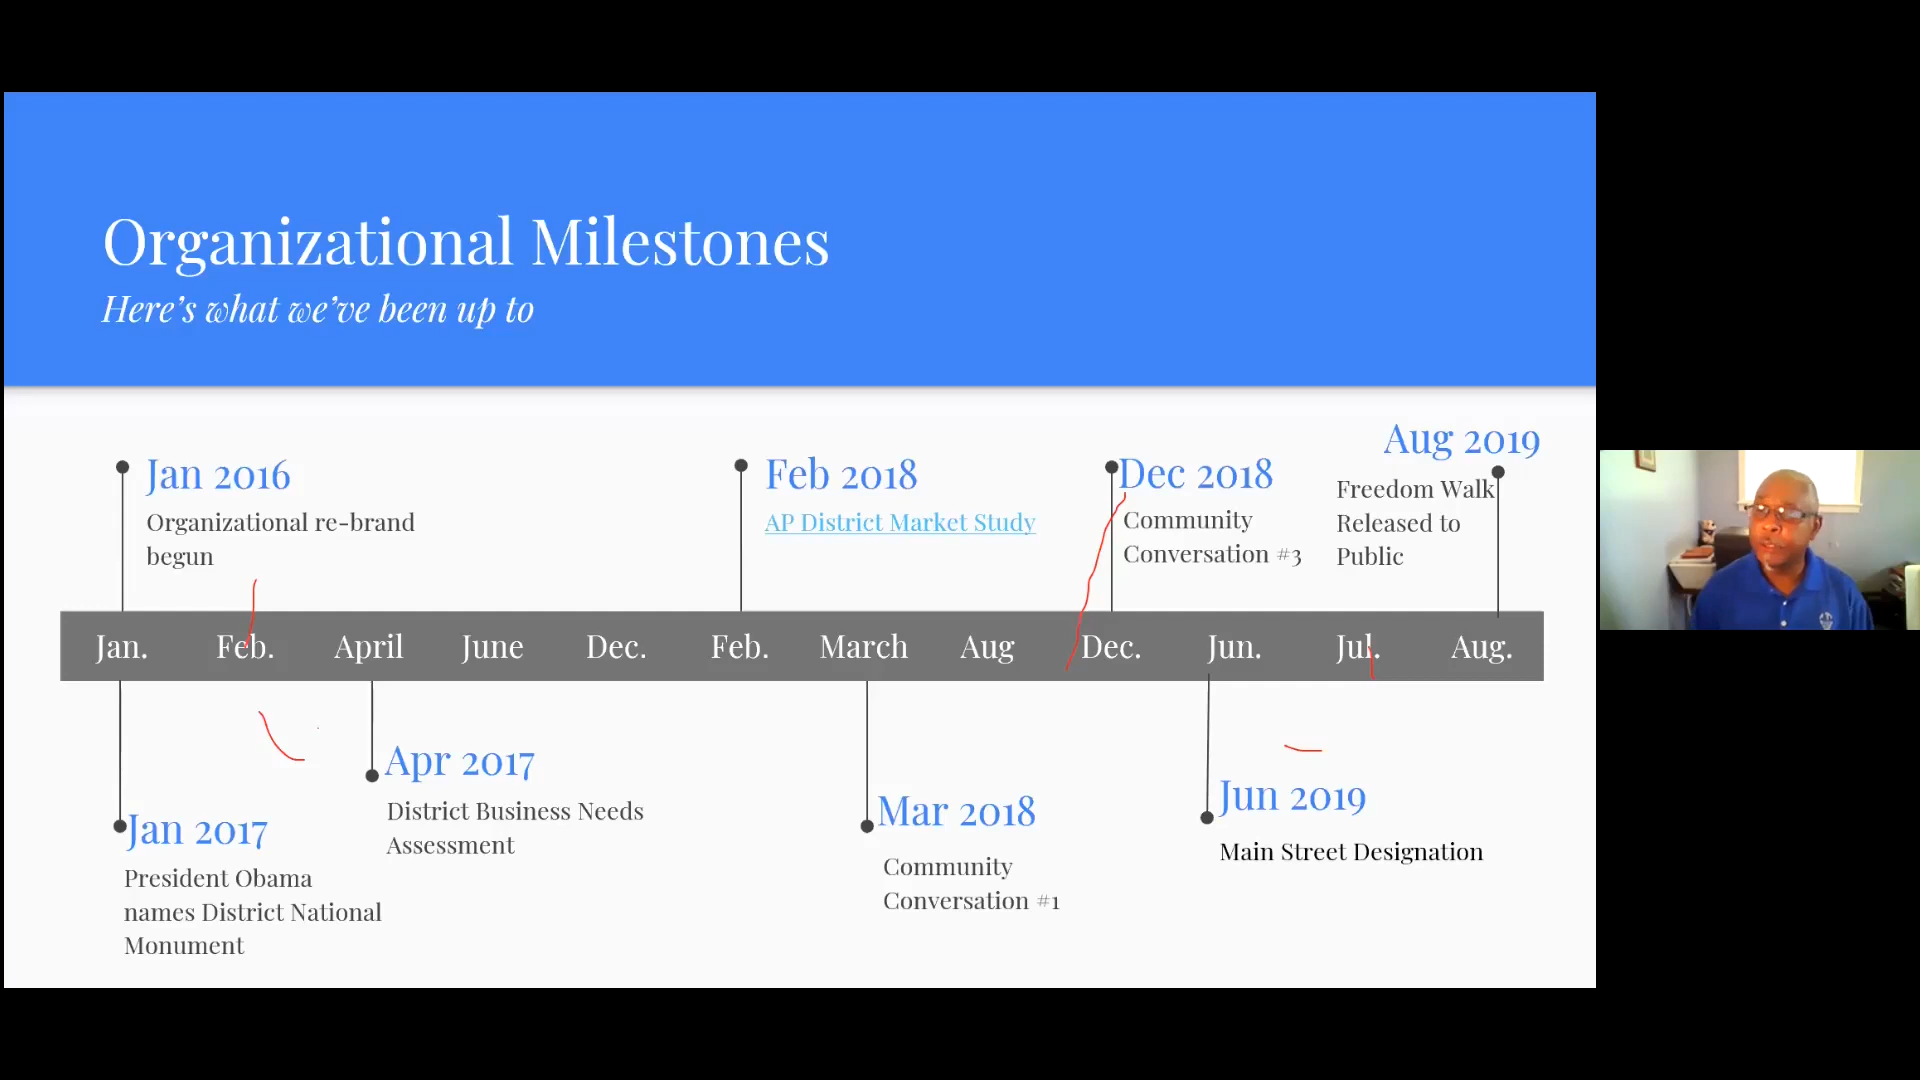 Organizational Milestones
Here's what we've been up to
Jan 2016
Organizational re-brand
begun
Feb 2018
AP District Market Study
Dec 2018
Community
Conversation #3
Aug 2019
Freedom Walk
Released to
Public
Jan. Feb. April June Dec. Feb. March Aug Dec. Jun. Jul. Aug.
Jan 2017
President Obama
names District National
Monument
Apr 2017
District Business Needs
Assessment
Mar 2018
Community
Conversation #1
Jun 2019
Main Street Designation